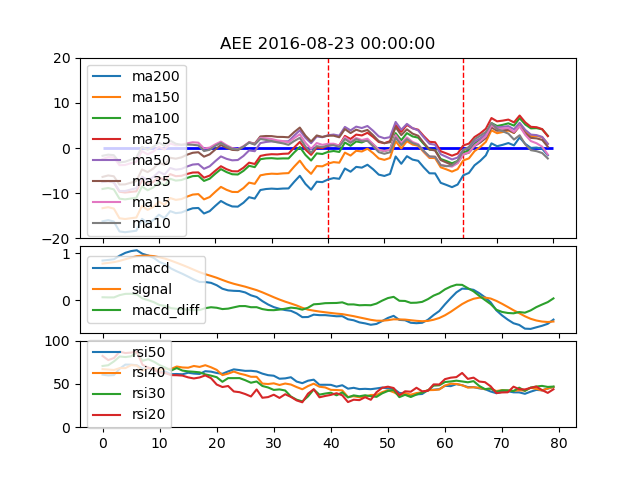 AEE 2016-08-23 00:00:00
20
10
0
−10
−20
ma200
ma150
ma100
ma75
ma50
ma35
ma15
ma10
1
0
macd
signal
macd_diff
100
50
0
rsi50
rsi40
rsi30
rsi20
0 10 20 30 40 50 60 70 80